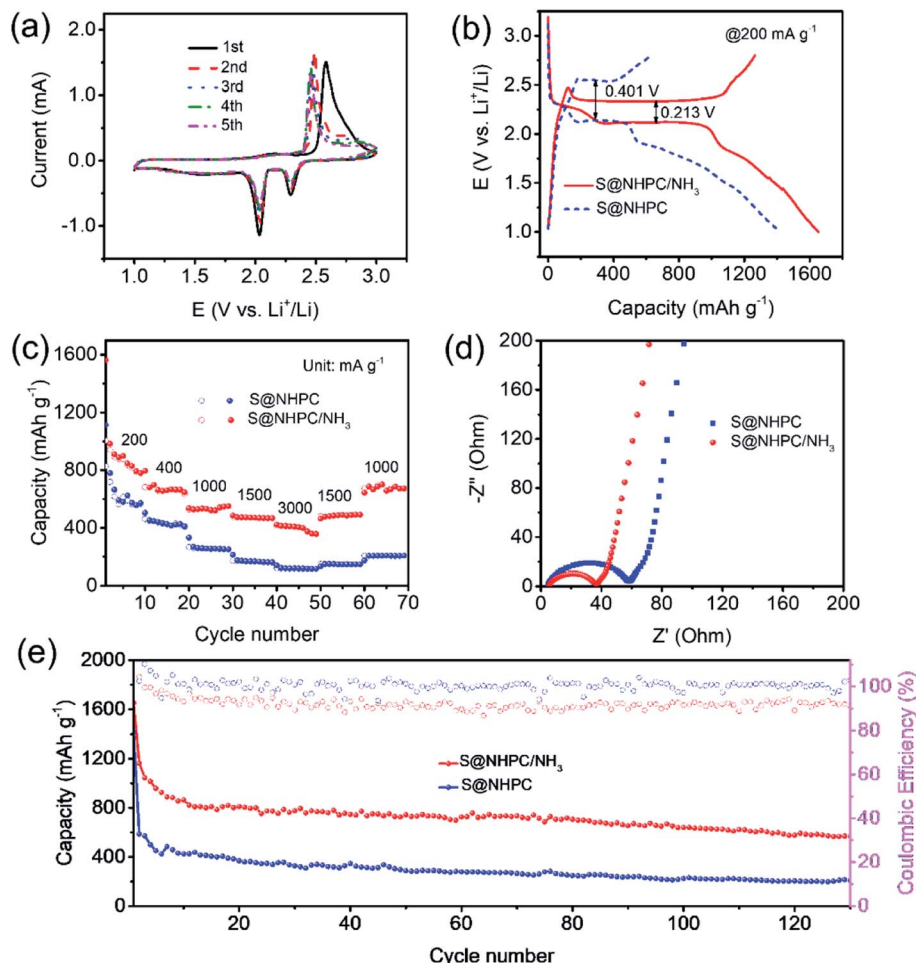 (a)
2.0
1.0
0.0
-1.0
Current (mA)
1st
2nd
3rd
4th
5th
1.0 1.5 2.0 2.5 3.0
E (V vs. Li⁺/Li)
(b)
@200 mA g⁻¹
3.0
2.5
2.0
1.5
1.0
E (V vs. Li⁺/Li)
0.401 V
0.213 V
S@NHPC/NH₃
S@NHPC
0 400 800 1200 1600
Capacity (mAh g⁻¹)
(c)
1600
1200
800
400
0
Capacity (mAh g⁻¹)
Unit: mA g⁻¹
S@NHPC
S@NHPC/NH₃
200
400
1000
1500
3000
1500
1000
0 10 20 30 40 50 60 70
Cycle number
(d)
200
160
120
80
40
0
-Z'' (Ohm)
S@NHPC
S@NHPC/NH₃
0 40 80 120 160 200
Z' (Ohm)
(e)
2000
1600
1200
800
400
0
Capacity (mAh g⁻¹)
S@NHPC/NH₃
S@NHPC
100
80
60
40
20
0
Coulombic Efficiency (%)
20 40 60 80 100 120
Cycle number